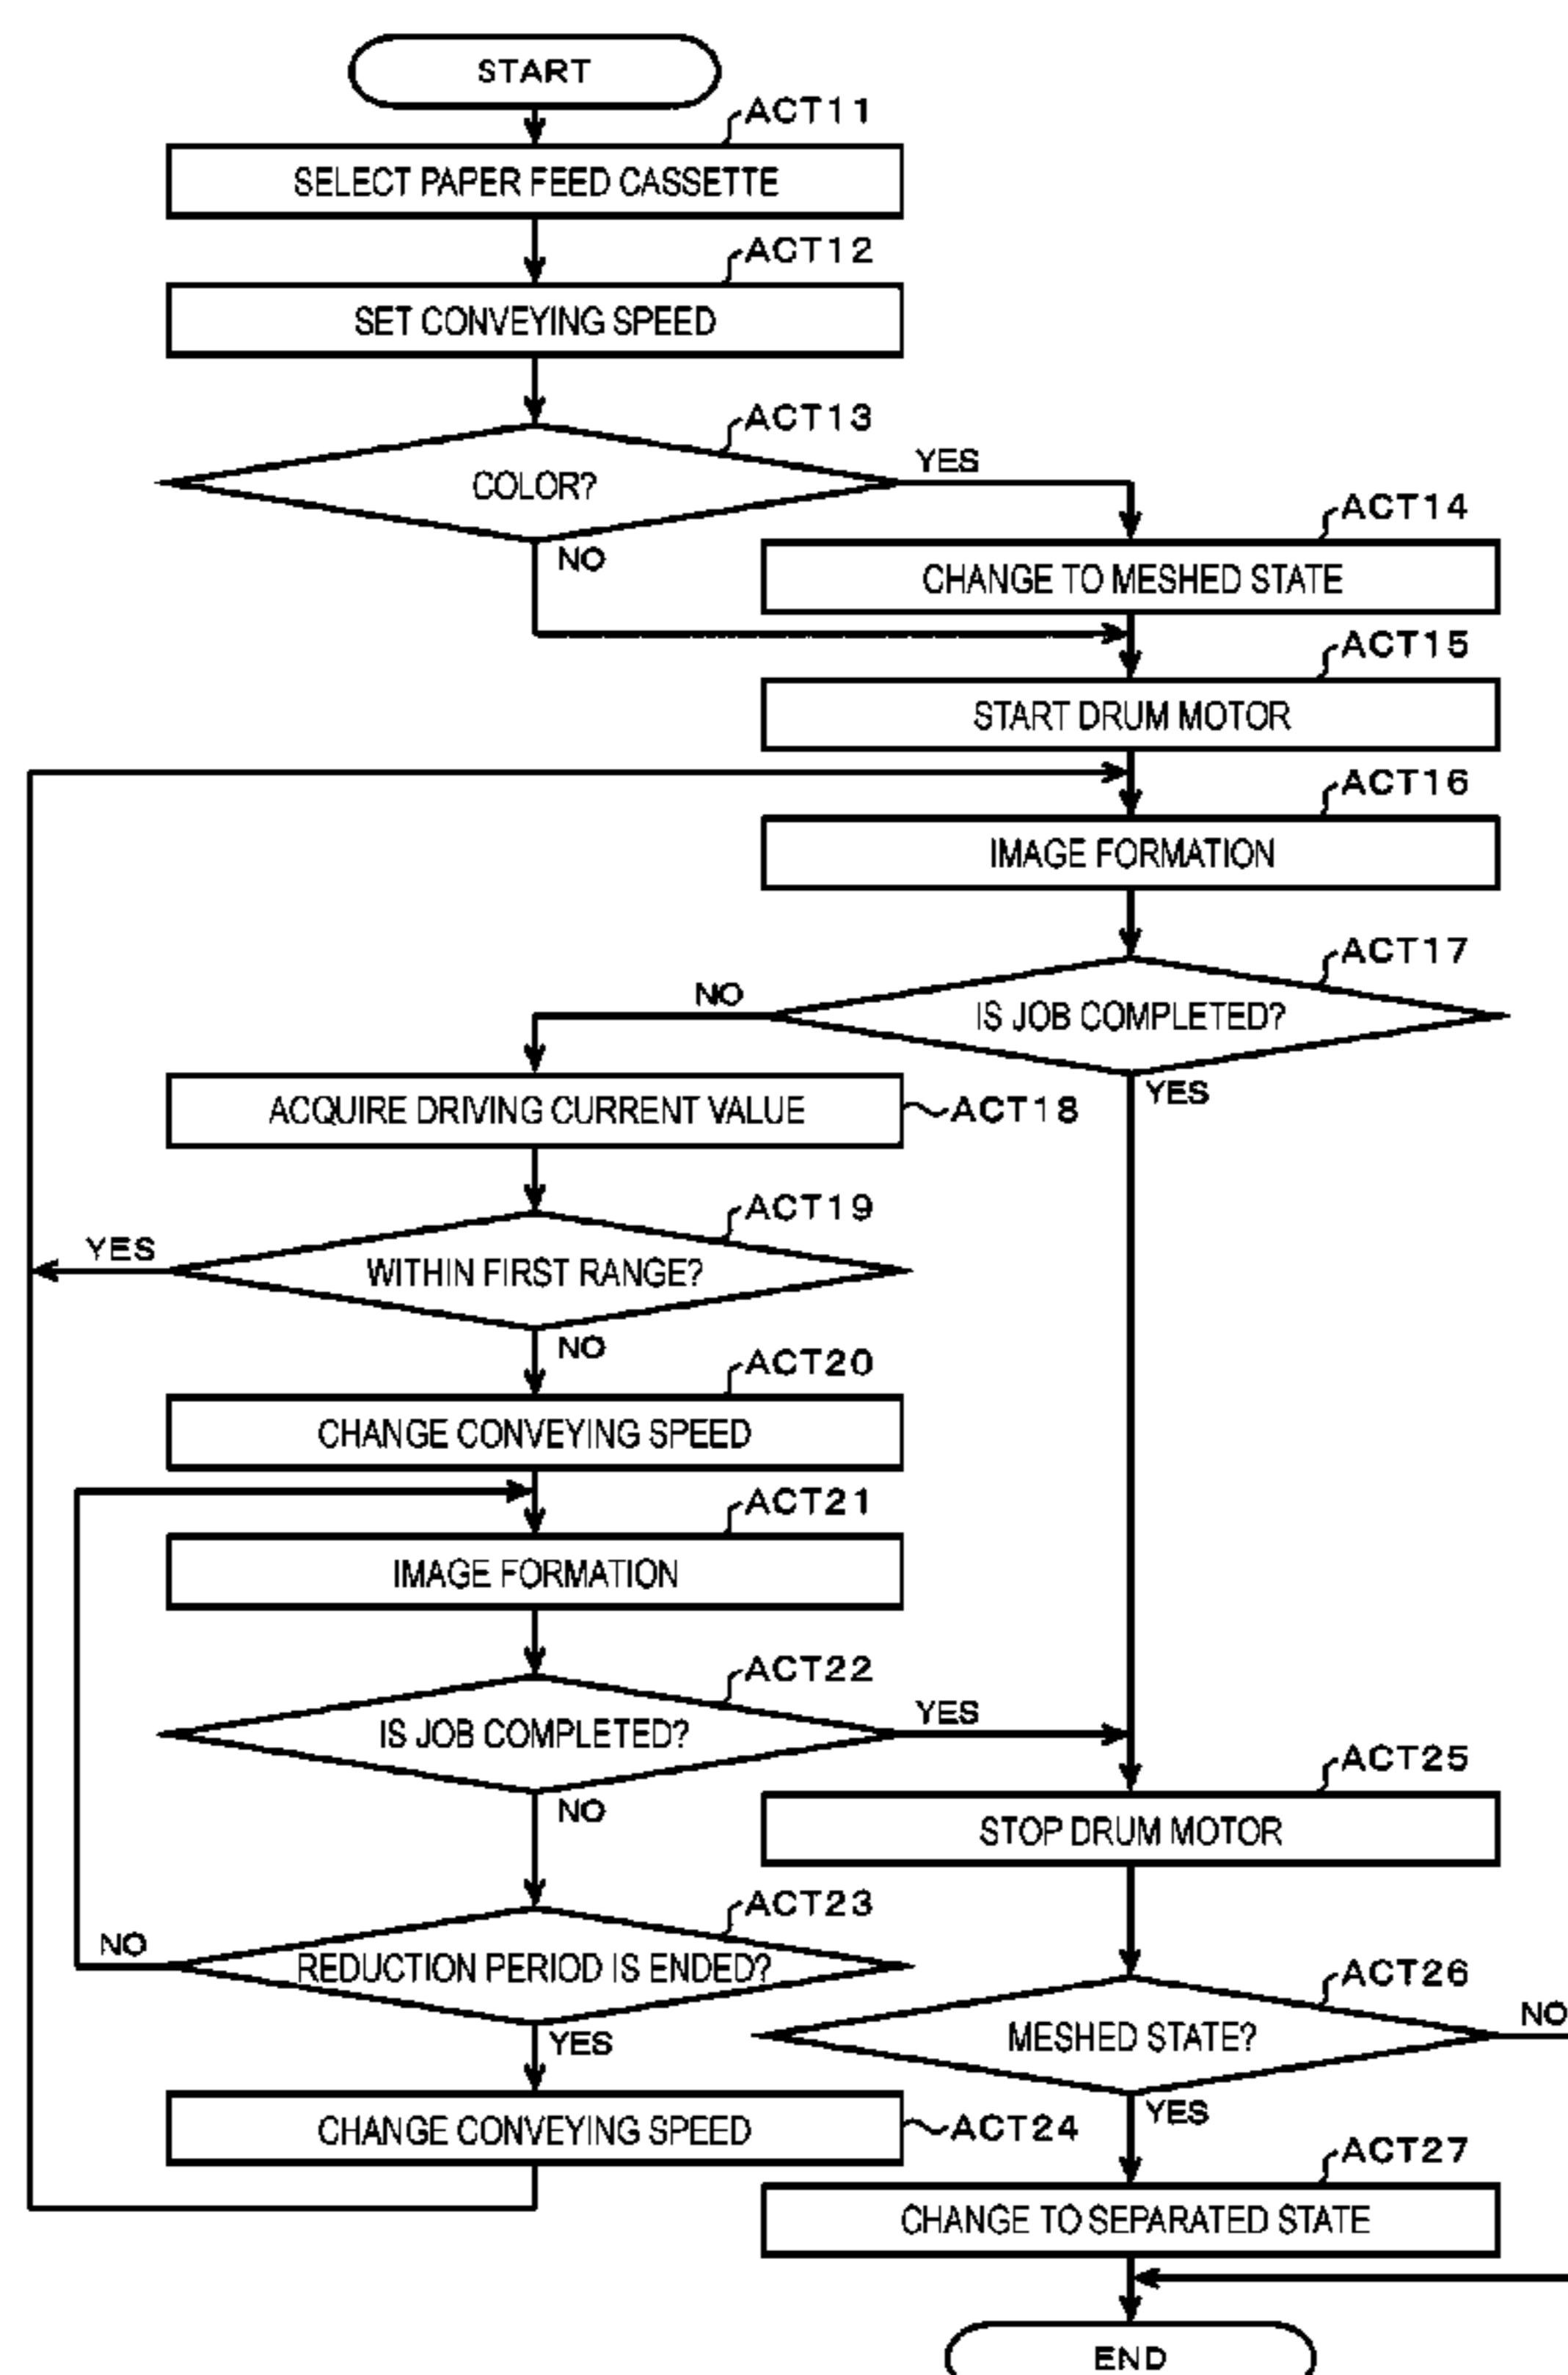 START
ACT11
SELECT PAPER FEED CASSETTE
ACT12
SET CONVEYING SPEED
ACT13
COLOR?
YES
NO
ACT14
CHANGE TO MESHED STATE
ACT15
START DRUM MOTOR
ACT16
IMAGE FORMATION
ACT17
IS JOB COMPLETED?
NO
YES
ACQUIRE DRIVING CURRENT VALUE
ACT18
ACT19
WITHIN FIRST RANGE?
YES
NO
ACT20
CHANGE CONVEYING SPEED
ACT21
IMAGE FORMATION
ACT22
IS JOB COMPLETED?
YES
NO
ACT23
REDUCTION PERIOD IS ENDED?
NO
YES
CHANGE CONVEYING SPEED
ACT24
ACT25
STOP DRUM MOTOR
ACT26
MESHED STATE?
NO
YES
ACT27
CHANGE TO SEPARATED STATE
END